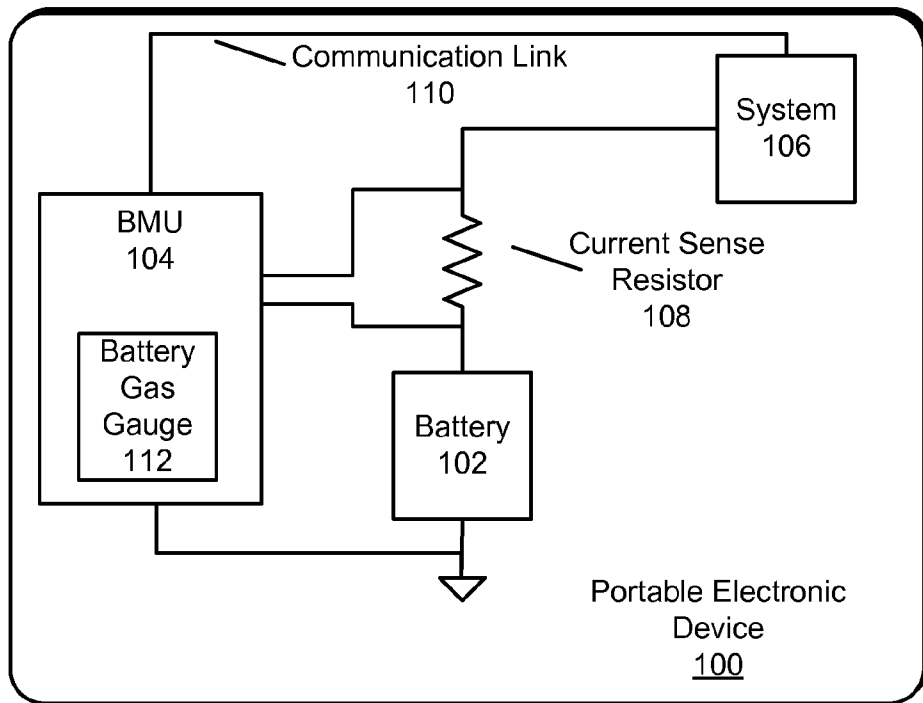 Communication Link
110
System
106
BMU
104
Current Sense
Resistor
108
Battery
Gas
Gauge
112
Battery
102
Portable Electronic
Device
100